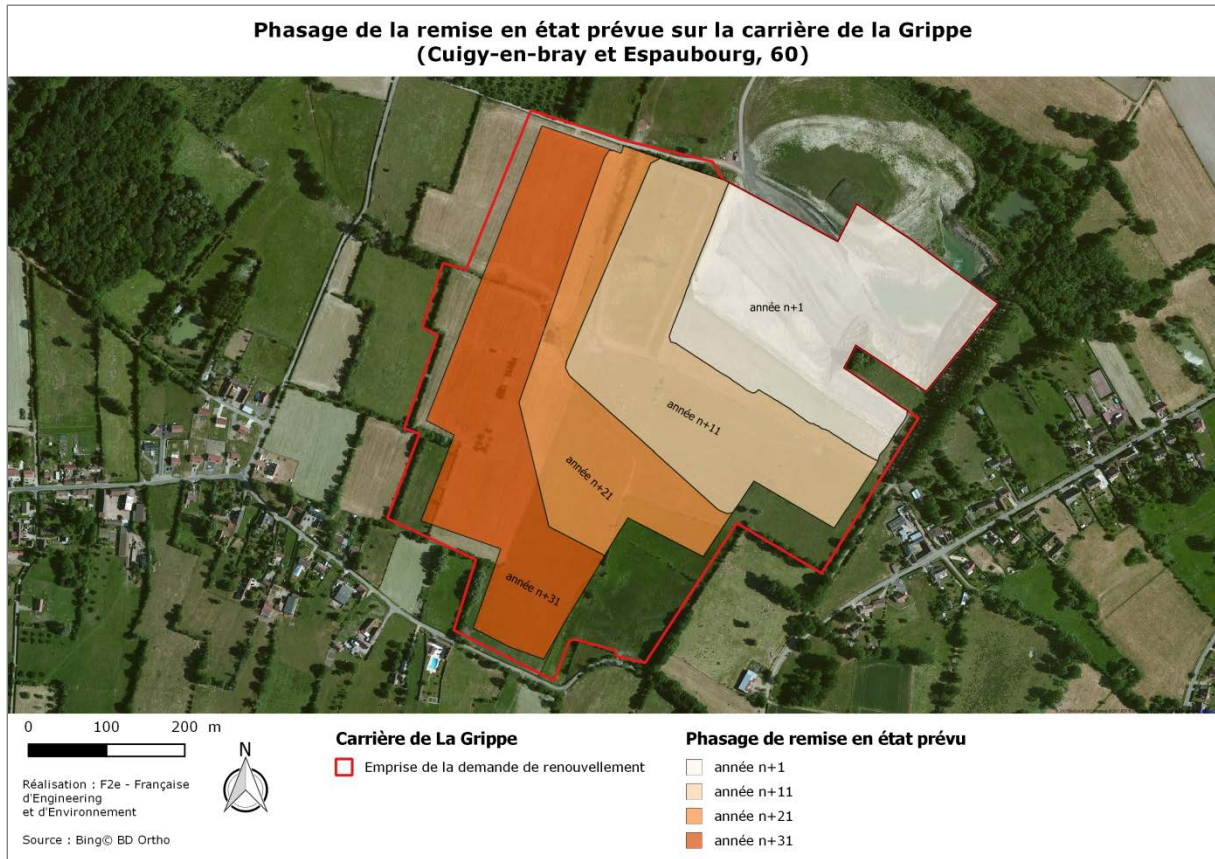 Phasage de la remise en état prévue sur la carrière de la Grippe
(Cuigy-en-bray et Espaubourg, 60)
année n+1
année n+11
année n+21
année n+31
0 100 200 m
N
Réalisation : F2e - Française
d'Engineering
et d'Environnement
Source : Bing© BD Ortho
Carrière de La Grippe
Emprise de la demande de renouvellement
Phasage de remise en état prévu
année n+1
année n+11
année n+21
année n+31